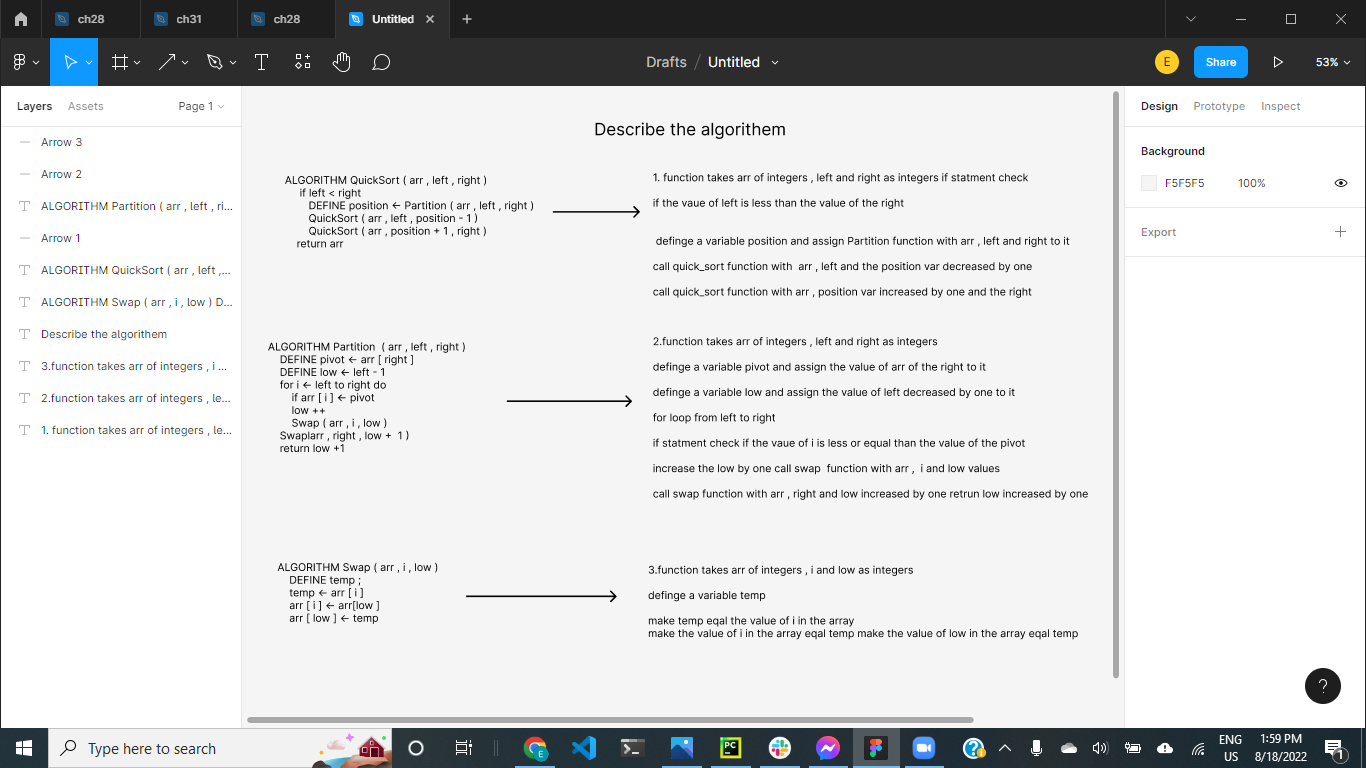 ch28
ch31
ch28
Untitled
Drafts / Untitled
E
Share
53%
Layers
Assets
Page 1
Arrow 3
Arrow 2
ALGORITHM Partition ( arr , left , ri...
Arrow 1
ALGORITHM QuickSort ( arr , left ,...
ALGORITHM Swap ( arr , i , low ) D...
Describe the algorithem
3.function takes arr of integers , i ...
2.function takes arr of integers , le...
1. function takes arr of integers , le...
Describe the algorithem
ALGORITHM QuickSort ( arr , left , right )
if left < right
DEFINE position ← Partition ( arr , left , right )
QuickSort ( arr , left , position - 1 )
QuickSort ( arr , position + 1 , right )
return arr
1. function takes arr of integers , left and right as integers if statment check
if the vaue of left is less than the value of the right
definge a variable position and assign Partition function with arr , left and right to it
call quick_sort function with arr , left and the position var decreased by one
call quick_sort function with arr , position var increased by one and the right
ALGORITHM Partition ( arr , left , right )
DEFINE pivot ← arr [ right ]
DEFINE low ← left - 1
for i ← left to right do
if arr [ i ] ← pivot
low ++
Swap ( arr , i , low )
Swaplarr , right , low + 1 )
return low +1
2.function takes arr of integers , left and right as integers
definge a variable pivot and assign the value of arr of the right to it
definge a variable low and assign the value of left decreased by one to it
for loop from left to right
if statment check if the vaue of i is less or equal than the value of the pivot
increase the low by one call swap function with arr , i and low values
call swap function with arr , right and low increased by one retrun low increased by one
ALGORITHM Swap ( arr , i , low )
DEFINE temp ;
temp ← arr [ i ]
arr [ i ] ← arr[low ]
arr [ low ] ← temp
3.function takes arr of integers , i and low as integers
definge a variable temp
make temp eqal the value of i in the array
make the value of i in the array eqal temp make the value of low in the array eqal temp
Design
Prototype
Inspect
Background
F5F5F5
100%
Export
?
Type here to search
E
PC
ENG
US
1:59 PM
8/18/2022
1